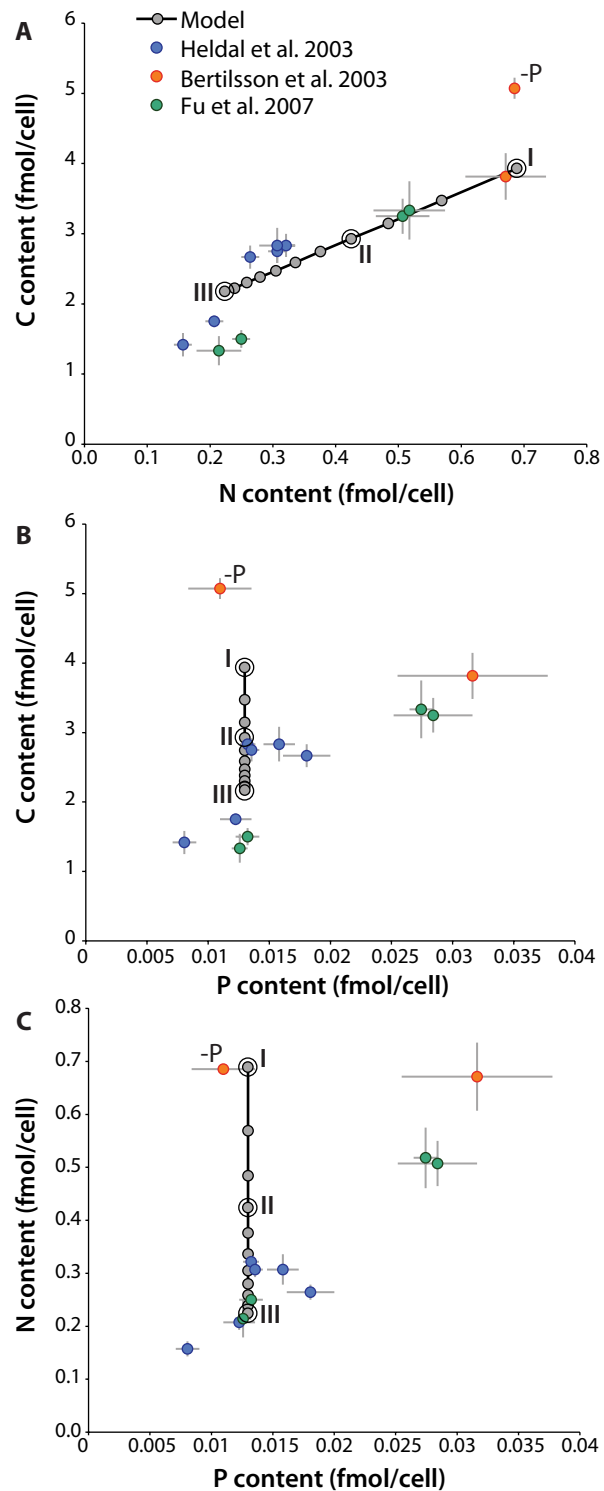 A
Model
Heldal et al. 2003
Bertilsson et al. 2003
Fu et al. 2007
-P
I
II
III
6
5
4
3
2
1
0
0.0 0.1 0.2 0.3 0.4 0.5 0.6 0.7 0.8
C content (fmol/cell)
N content (fmol/cell)
B
-P
I
II
III
6
5
4
3
2
1
0
0 0.005 0.01 0.015 0.02 0.025 0.03 0.035 0.04
C content (fmol/cell)
P content (fmol/cell)
C
-P
I
II
III
0.8
0.7
0.6
0.5
0.4
0.3
0.2
0.1
0.0
0 0.005 0.01 0.015 0.02 0.025 0.03 0.035 0.04
N content (fmol/cell)
P content (fmol/cell)